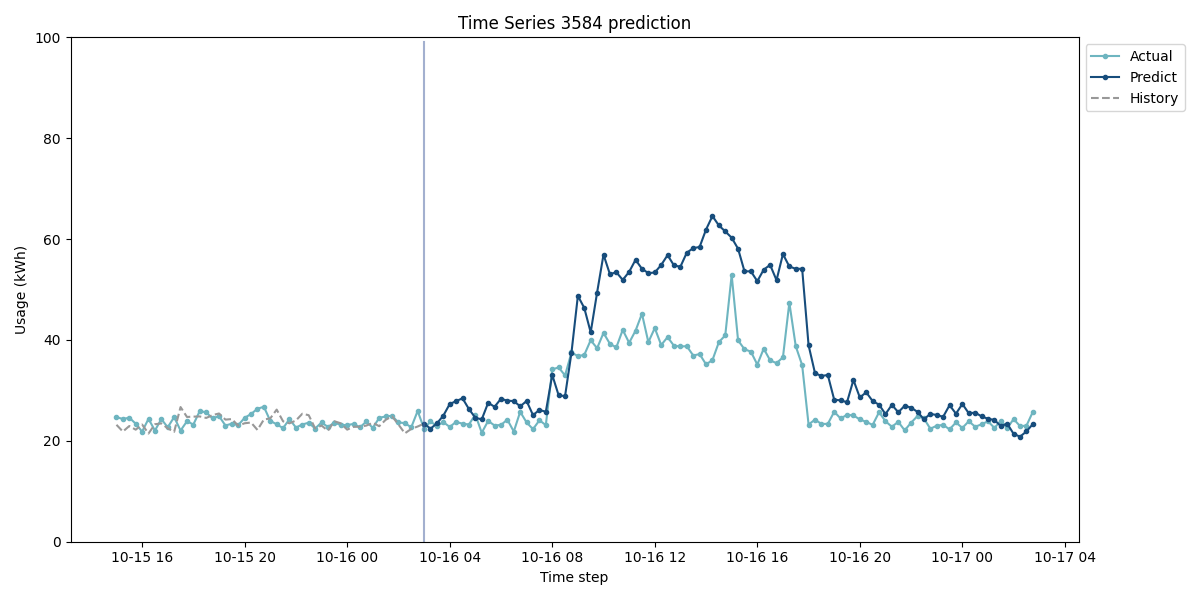 Time Series 3584 prediction
100
80
60
40
20
0
Usage (kWh)
10-15 16
10-15 20
10-16 00
10-16 04
10-16 08
10-16 12
10-16 16
10-16 20
10-17 00
10-17 04
Time step
Actual
Predict
History